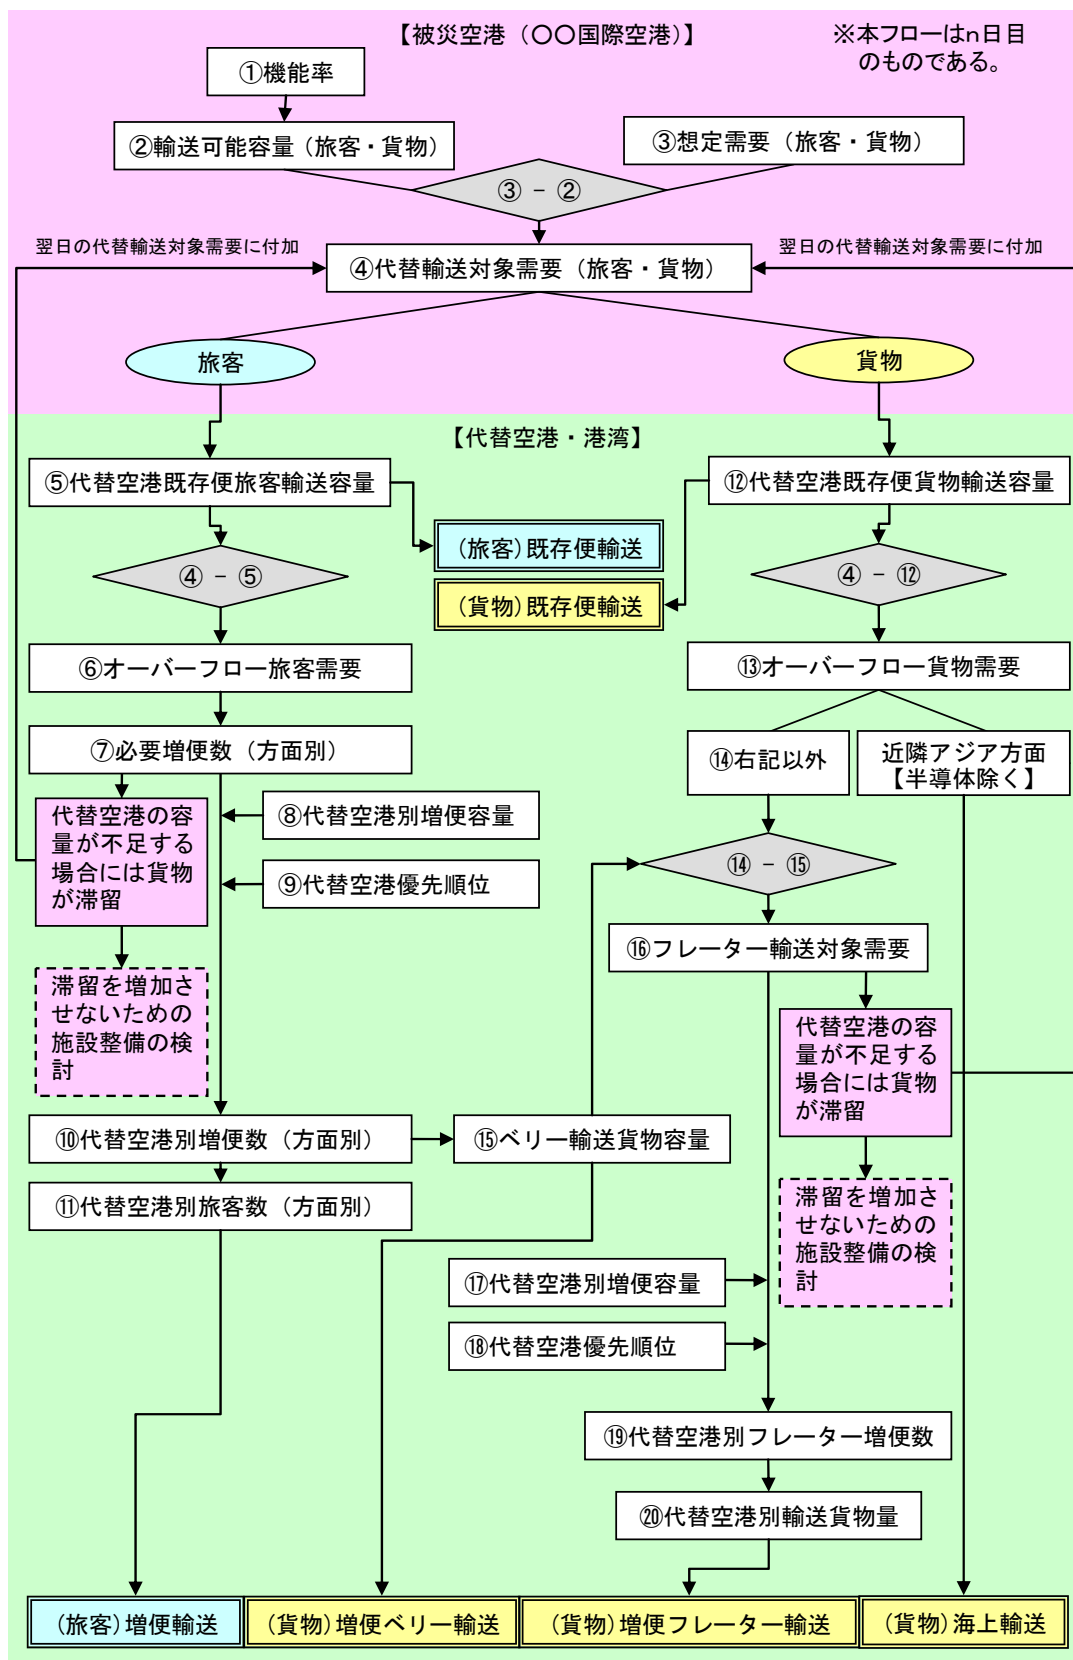 【被災空港（〇〇国際空港）】
※本フローはn日目
のものである。
①機能率
②輸送可能容量（旅客・貨物）
③想定需要（旅客・貨物）
③ － ②
翌日の代替輸送対象需要に付加
翌日の代替輸送対象需要に付加
④代替輸送対象需要（旅客・貨物）
旅客
貨物
【代替空港・港湾】
⑤代替空港既存便旅客輸送容量
⑫代替空港既存便貨物輸送容量
（旅客）既存便輸送
（貨物）既存便輸送
④ － ⑤
④ － ⑫
⑥オーバーフロー旅客需要
⑬オーバーフロー貨物需要
⑦必要増便数（方面別）
⑭右記以外
近隣アジア方面
【半導体除く】
代替空港の容
量が不足する
場合には貨物
が滞留
⑧代替空港別増便容量
⑨代替空港優先順位
⑭ － ⑮
⑯フレーター輸送対象需要
滞留を増加さ
せないための
施設整備の検
討
代替空港の容
量が不足する
場合には貨物
が滞留
⑩代替空港別増便数（方面別）
⑮ベリー輸送貨物容量
⑪代替空港別旅客数（方面別）
滞留を増加さ
せないための
施設整備の検
討
⑰代替空港別増便容量
⑱代替空港優先順位
⑲代替空港別フレーター増便数
⑳代替空港別輸送貨物量
（旅客）増便輸送
（貨物）増便ベリー輸送
（貨物）増便フレーター輸送
（貨物）海上輸送